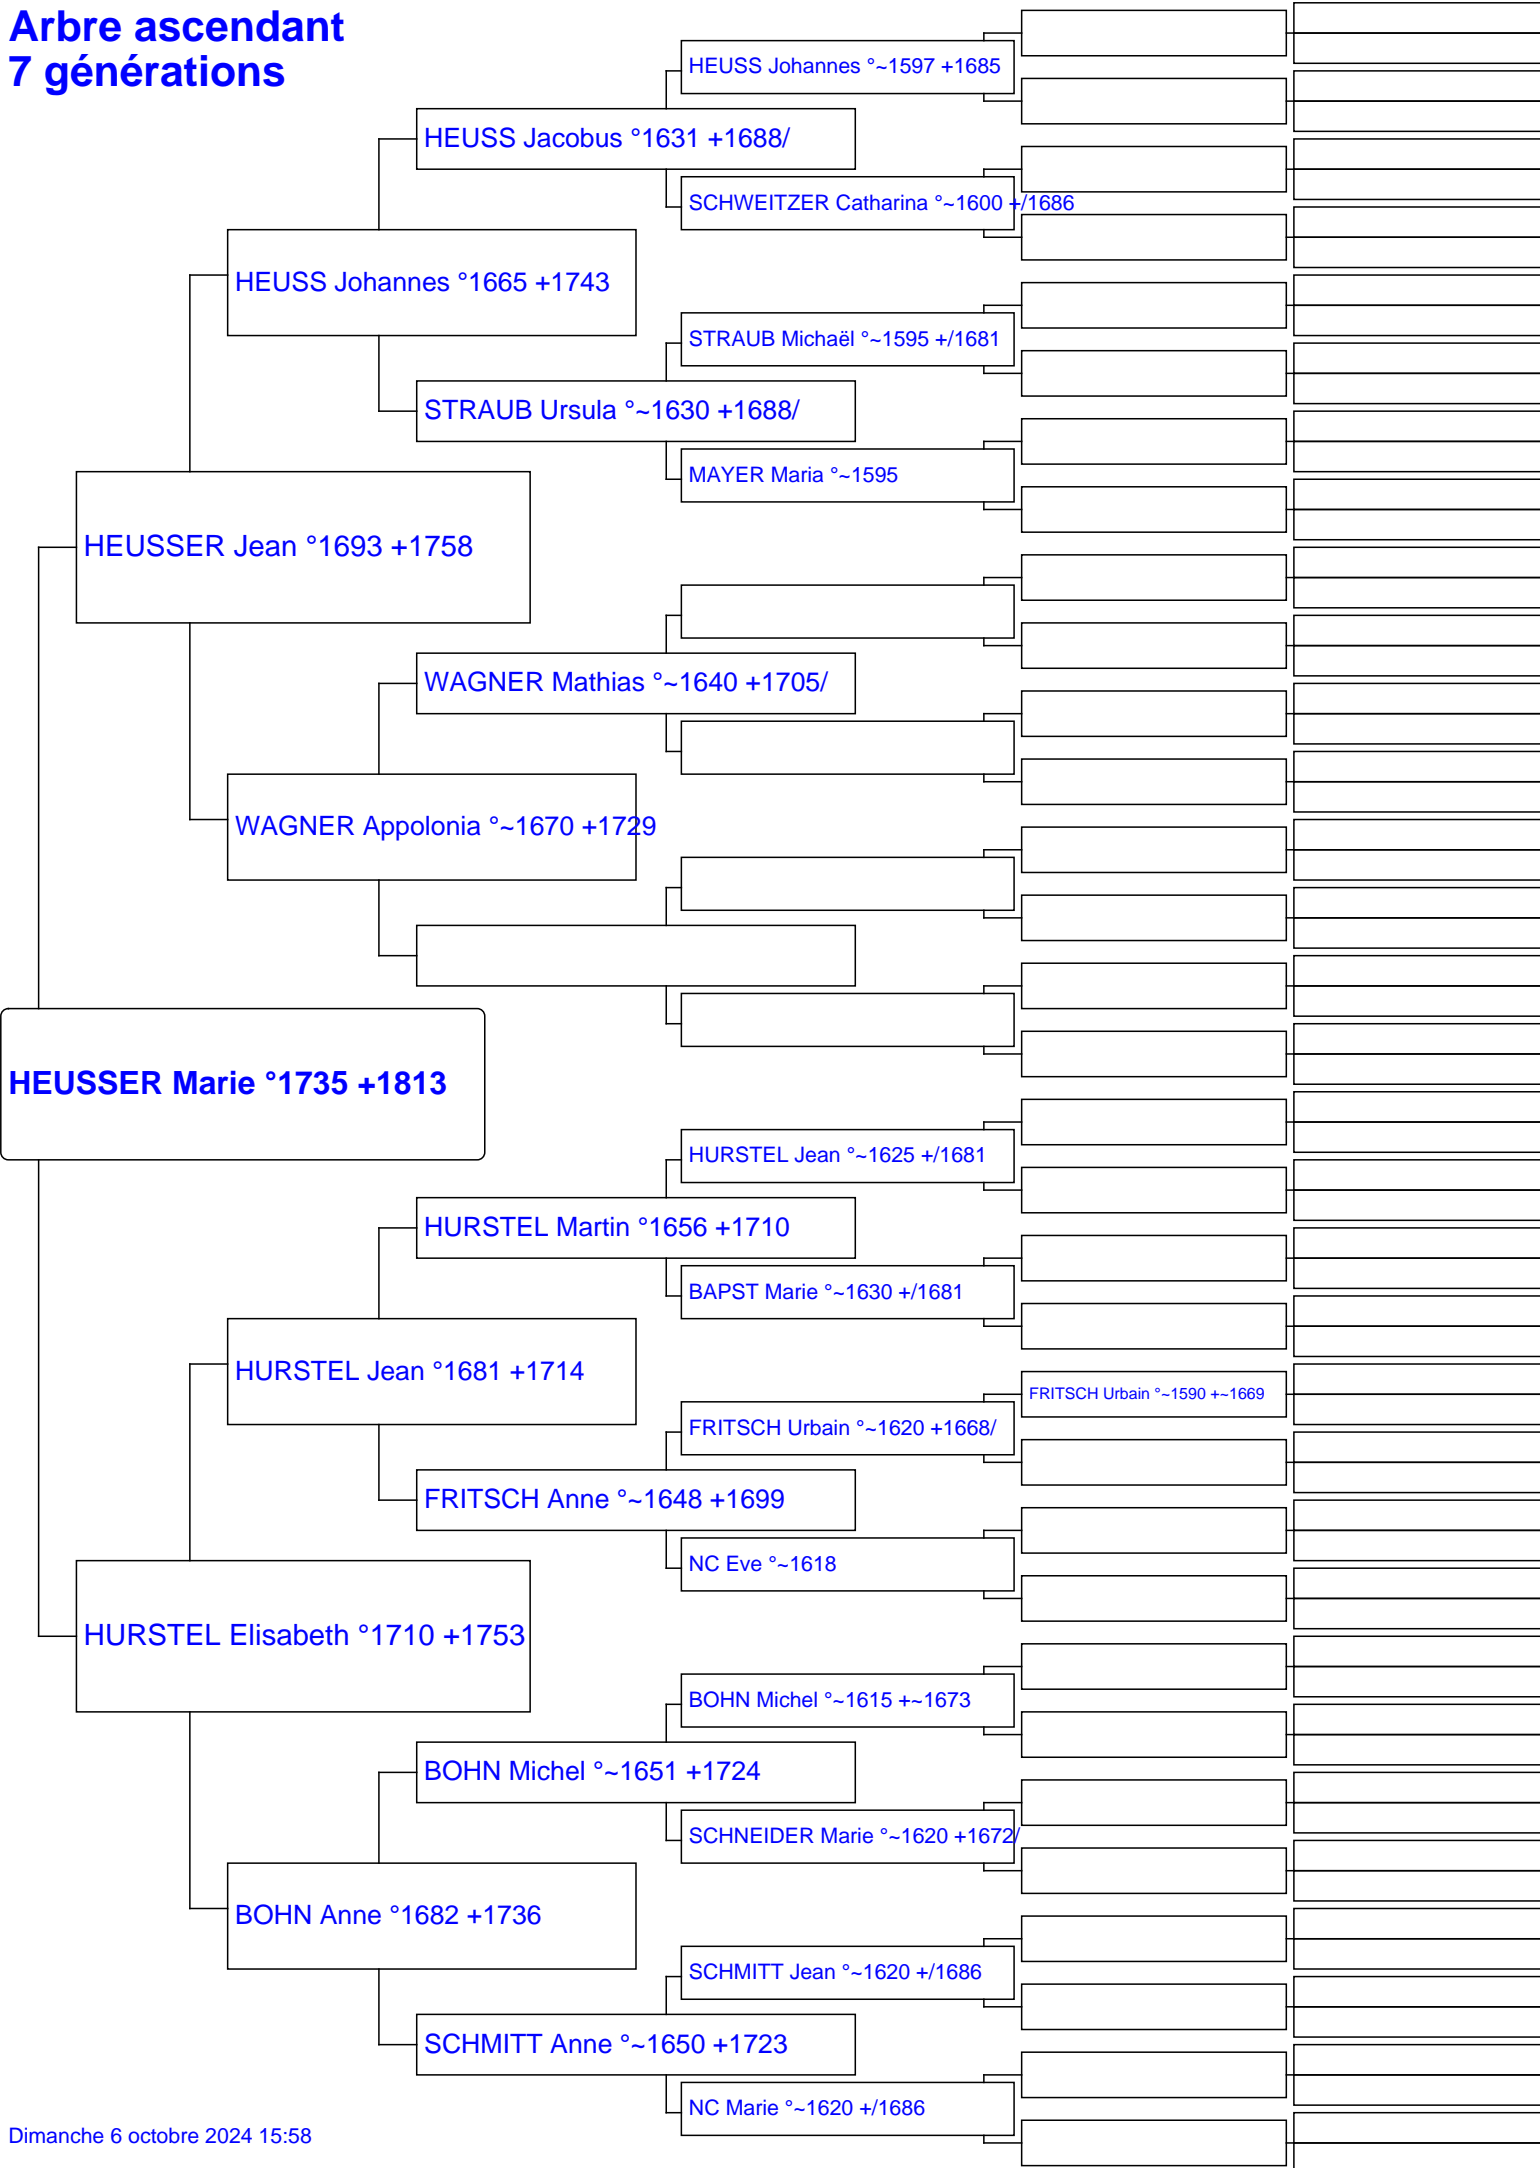 Arbre ascendant
7 générations
HEUSS Johannes °~1597 +1685
HEUSS Jacobus °1631 +1688/
SCHWEITZER Catharina °~1600 +/1686
HEUSS Johannes °1665 +1743
STRAUB Michaël °~1595 +/1681
STRAUB Ursula °~1630 +1688/
MAYER Maria °~1595
HEUSSER Jean °1693 +1758
WAGNER Mathias °~1640 +1705/
WAGNER Appolonia °~1670 +1729
HEUSSER Marie °1735 +1813
HURSTEL Jean °~1625 +/1681
HURSTEL Martin °1656 +1710
BAPST Marie °~1630 +/1681
HURSTEL Jean °1681 +1714
FRITSCH Urbain °~1590 +~1669
FRITSCH Urbain °~1620 +1668/
FRITSCH Anne °~1648 +1699
NC Eve °~1618
HURSTEL Elisabeth °1710 +1753
BOHN Michel °~1615 +~1673
BOHN Michel °~1651 +1724
SCHNEIDER Marie °~1620 +1672/
BOHN Anne °1682 +1736
SCHMITT Jean °~1620 +/1686
SCHMITT Anne °~1650 +1723
NC Marie °~1620 +/1686
Dimanche 6 octobre 2024 15:58